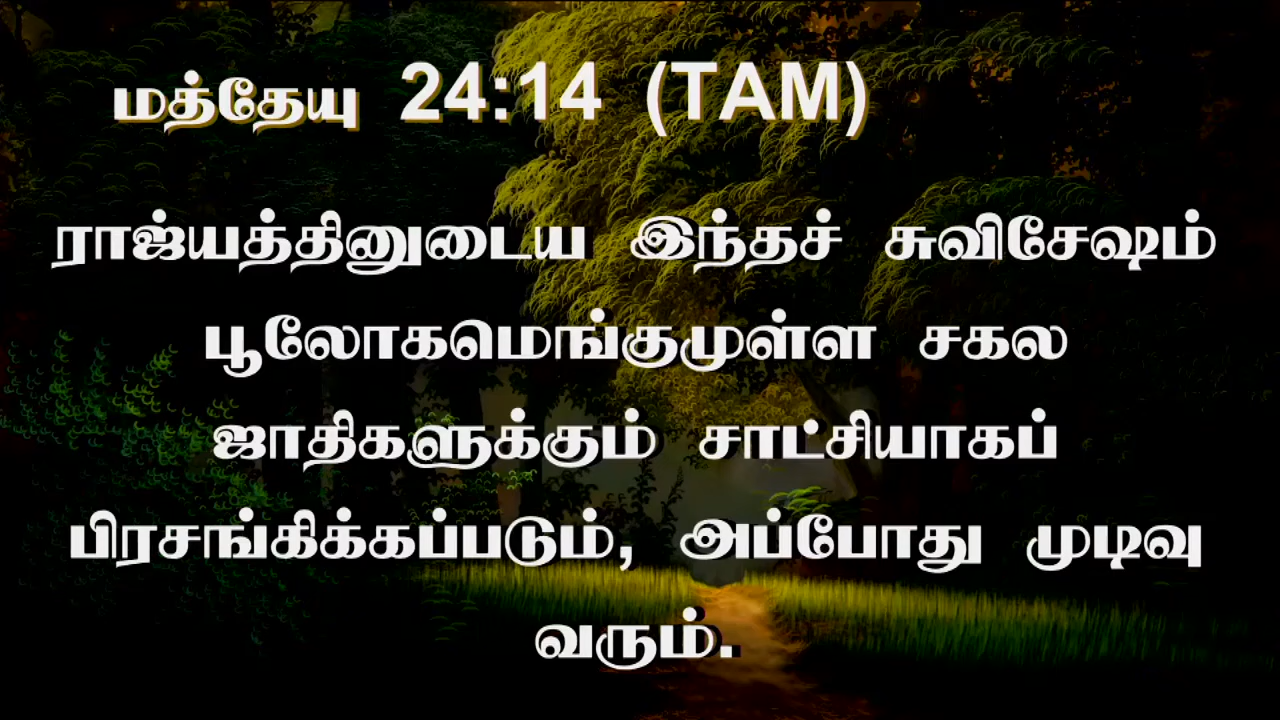 மத்தேயு 24:14 (TAM)
ராஜ்யத்தினுடைய இந்தச் சுவிசேஷம்
பூலோகமெங்குமுள்ள சகல
ஜாதிகளுக்கும் சாட்சியாகப்
பிரசங்கிக்கப்படும், அப்போது முடிவு
வரும்.